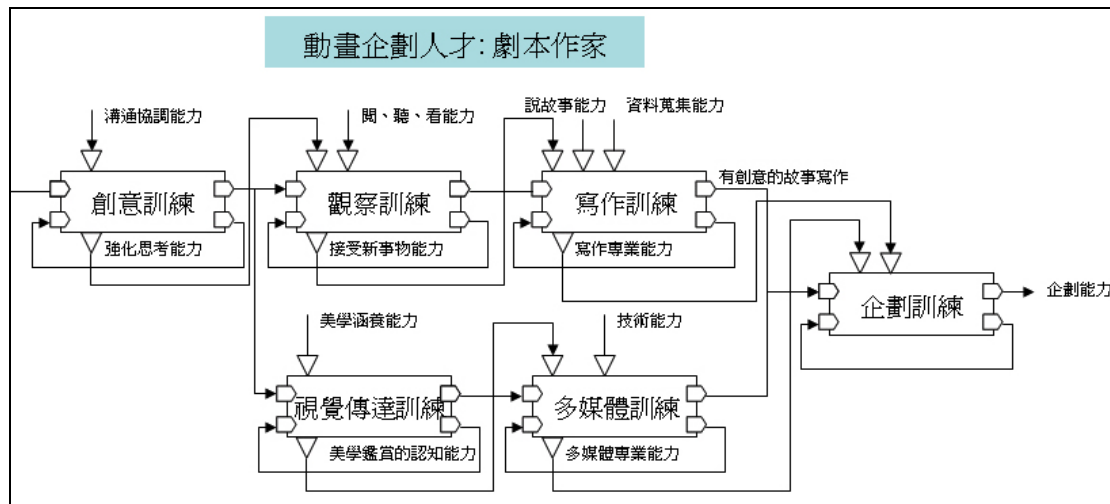 動畫企劃人才: 劇本作家
溝通協調能力
聞、聽、看能力
說故事能力
資料蒐集能力
創意訓練
觀察訓練
寫作訓練
有創意的故事寫作
強化思考能力
接受新事物能力
寫作專業能力
企劃訓練
企劃能力
美學涵養能力
技術能力
視覺傳達訓練
多媒體訓練
美學鑑賞的認知能力
多媒體專業能力